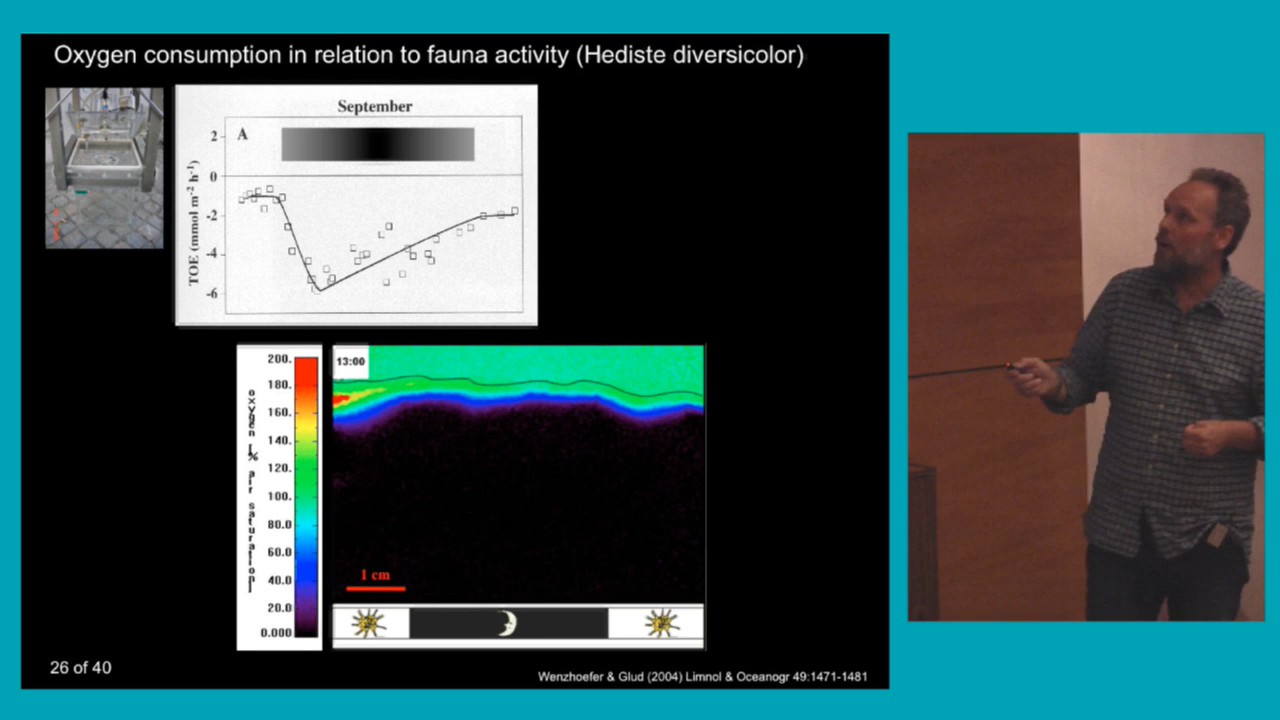 Oxygen consumption in relation to fauna activity (Hediste diversicolor)
September
A
TOE (mmol m-2 h-1)
2
0
-2
-4
-6
oxygen [% air saturation]
200.
180.
160.
140.
120.
100.
80.0
60.0
40.0
20.0
0.000
13:00
1 cm
26 of 40
Wenzhoefer & Glud (2004) Limnol & Oceanogr 49:1471-1481